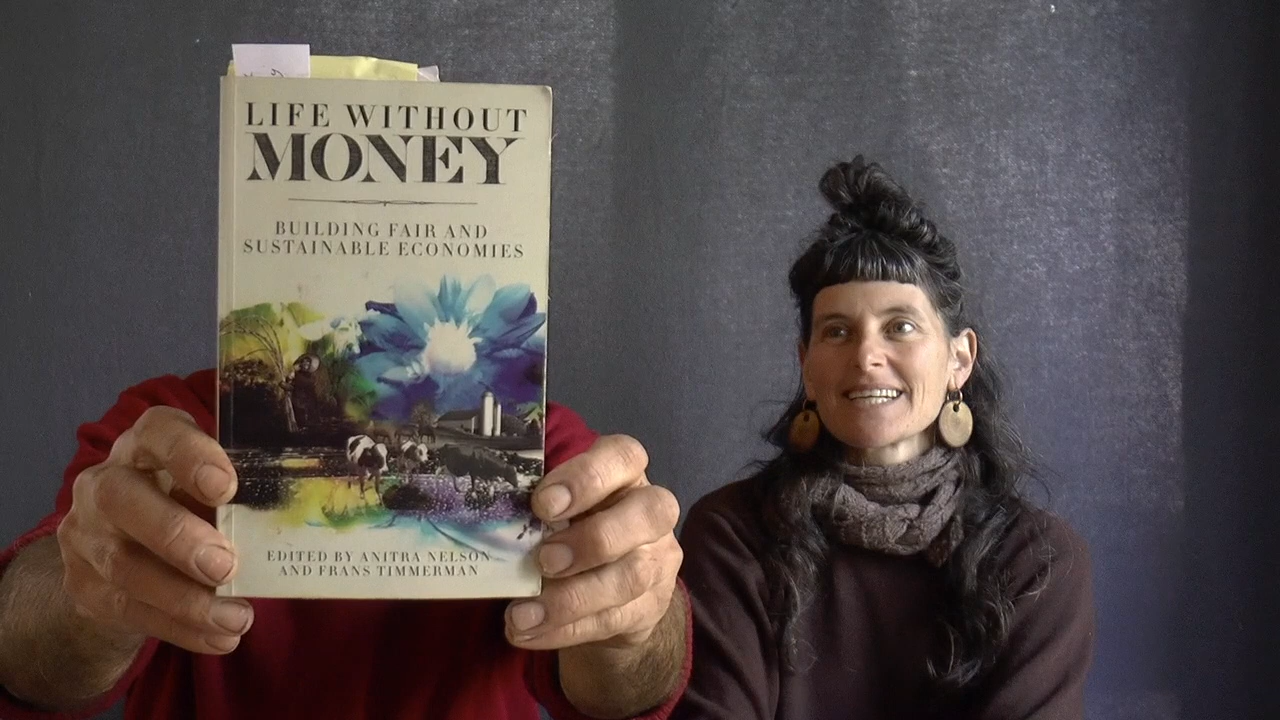 LIFE WITHOUT
MONEY
BUILDING FAIR AND
SUSTAINABLE ECONOMIES
EDITED BY ANITRA NELSON
AND FRANS TIMMERMAN